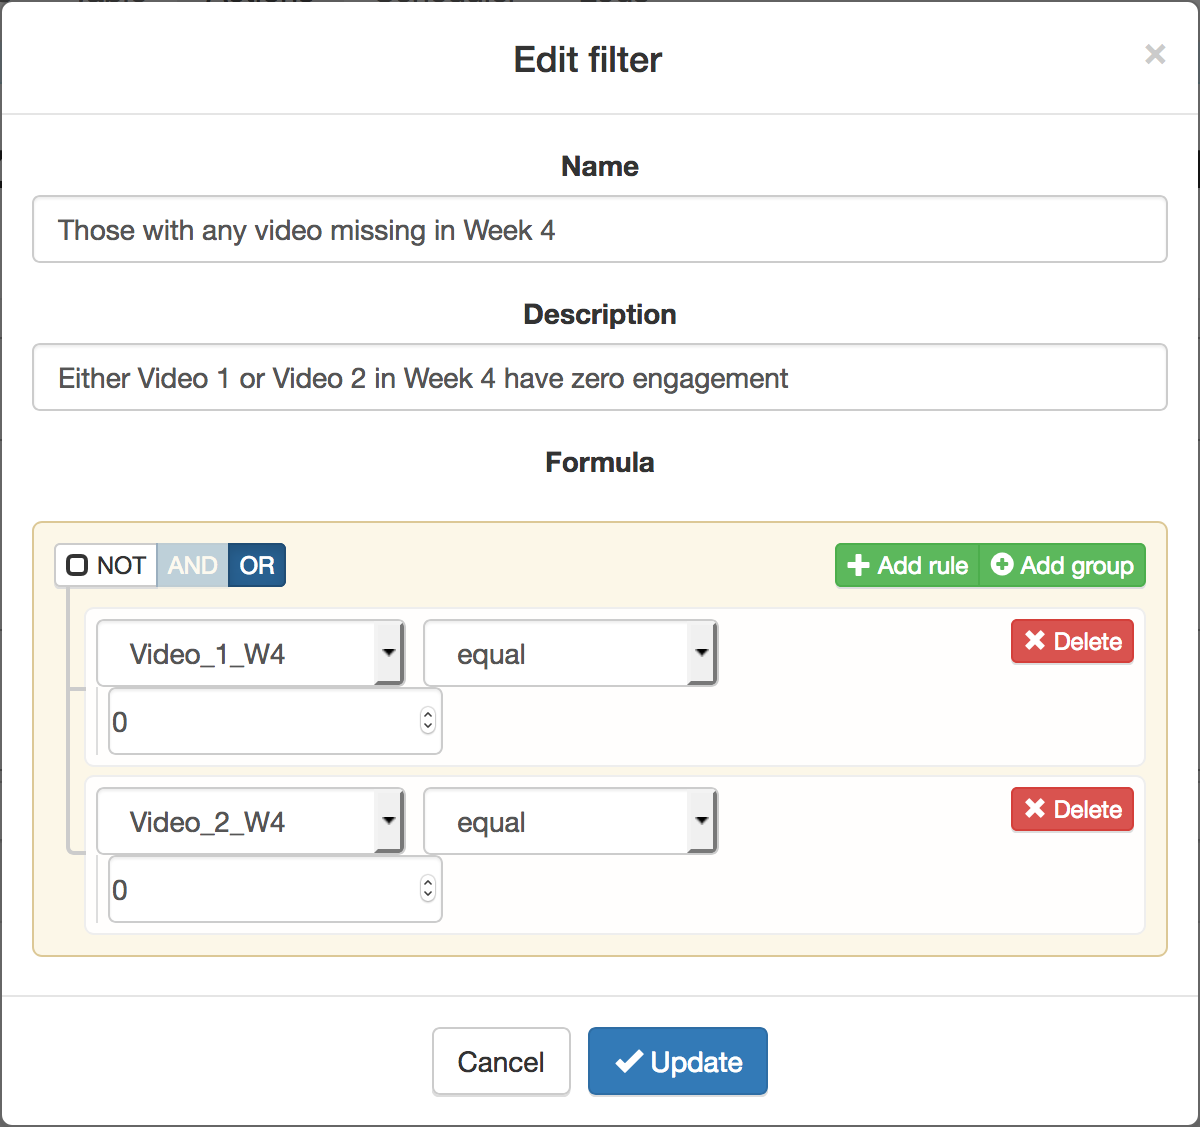 Edit filter
×
Name
Those with any video missing in Week 4
Description
Either Video 1 or Video 2 in Week 4 have zero engagement
Formula
NOT AND OR Add rule Add group
Video_1_W4 equal Delete
0
Video_2_W4 equal Delete
0
Cancel Update